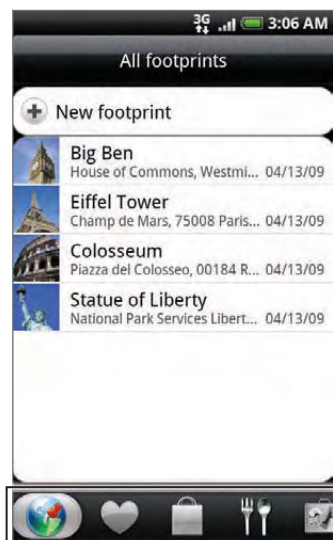 3G 3:06 AM
All footprints
New footprint
Big Ben
House of Commons, Westmi... 04/13/09
Eiffel Tower
Champ de Mars, 75008 Paris... 04/13/09
Colosseum
Piazza del Colosseo, 00184 R... 04/13/09
Statue of Liberty
National Park Services Libert... 04/13/09